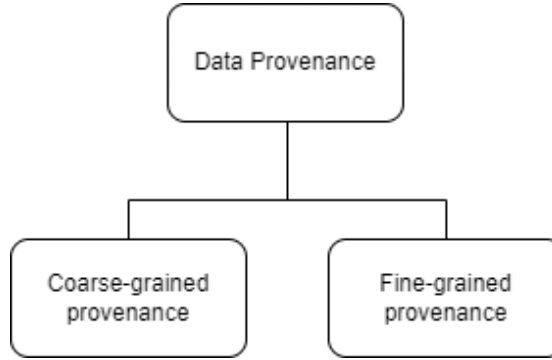 Data Provenance
Coarse-grained
provenance
Fine-grained
provenance